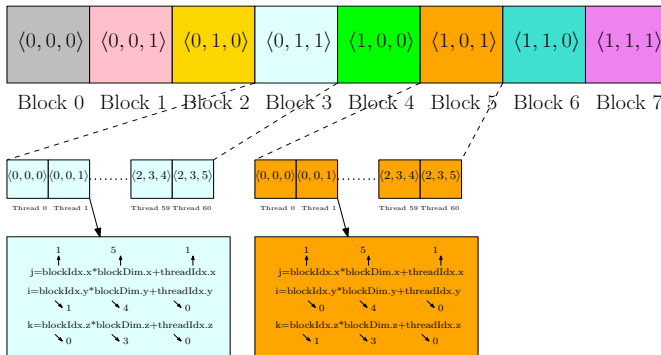 ⟨0, 0, 0⟩ ⟨0, 0, 1⟩ ⟨0, 1, 0⟩ ⟨0, 1, 1⟩ ⟨1, 0, 0⟩ ⟨1, 0, 1⟩ ⟨1, 1, 0⟩ ⟨1, 1, 1⟩
Block 0 Block 1 Block 2 Block 3 Block 4 Block 5 Block 6 Block 7
⟨0, 0, 0⟩ ⟨0, 0, 1⟩ ........ ⟨2, 3, 4⟩ ⟨2, 3, 5⟩
Thread 0 Thread 1 Thread 59 Thread 60
1 5 1
j=blockIdx.x*blockDim.x+threadIdx.x
i=blockIdx.y*blockDim.y+threadIdx.y
1 4 0
k=blockIdx.z*blockDim.z+threadIdx.z
0 3 0
⟨0, 0, 0⟩ ⟨0, 0, 1⟩ ........ ⟨2, 3, 4⟩ ⟨2, 3, 5⟩
Thread 0 Thread 1 Thread 59 Thread 60
1 5 1
j=blockIdx.x*blockDim.x+threadIdx.x
i=blockIdx.y*blockDim.y+threadIdx.y
0 4 0
k=blockIdx.z*blockDim.z+threadIdx.z
1 3 0